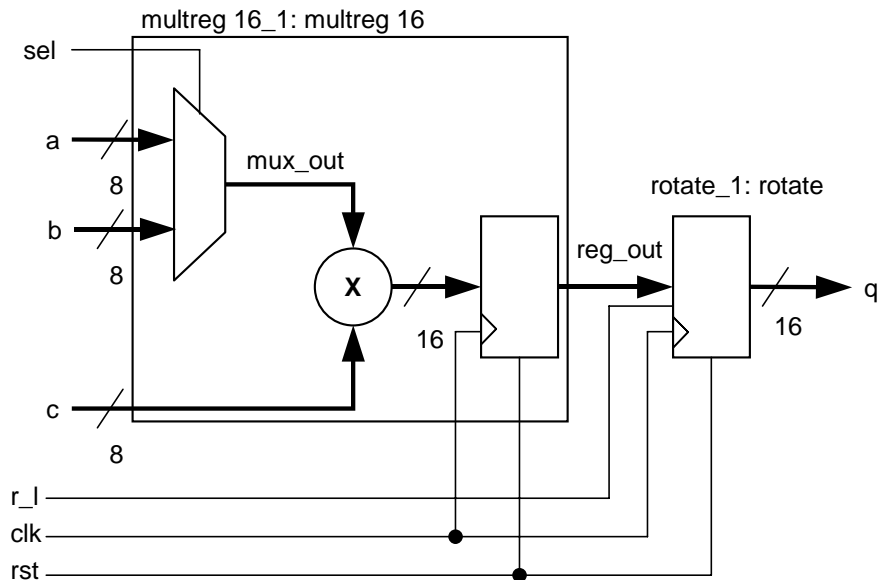 multreg 16_1: multreg 16
sel
a
8
mux_out
rotate_1: rotate
b
8
reg_out
X
q
16
16
c
8
r_l
clk
rst